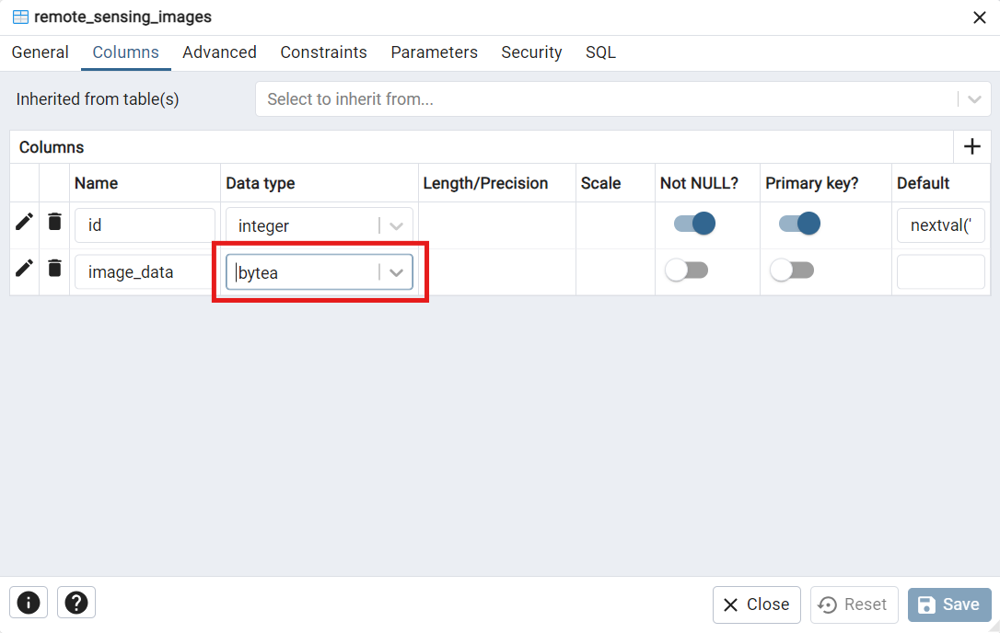 remote_sensing_images
General Columns Advanced Constraints Parameters Security SQL
Inherited from table(s) Select to inherit from...
Columns
Name Data type Length/Precision Scale Not NULL? Primary key? Default
id integer nextval('
image_data bytea
Close Reset Save